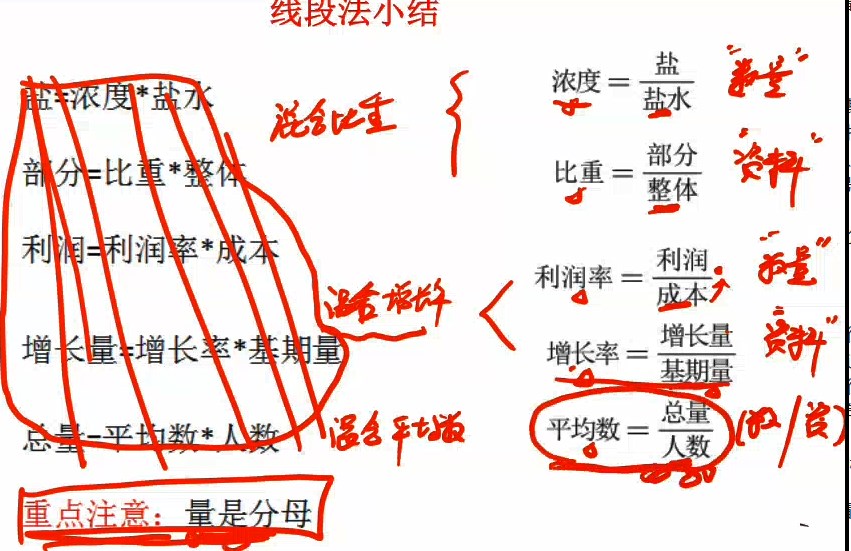 线段法小结
盐=浓度*盐水
部分=比重*整体
利润=利润率*成本
增长量=增长率*基期量
总量=平均数*人数
重点注意：量是分母
混合比重
混合增长率
混合平均数
浓度=盐/盐水 "数量"
比重=部分/整体 "资料"
利润率=利润/成本 "数量"
增长率=增长量/基期量 "资料"
平均数=总量/人数 (数/资)